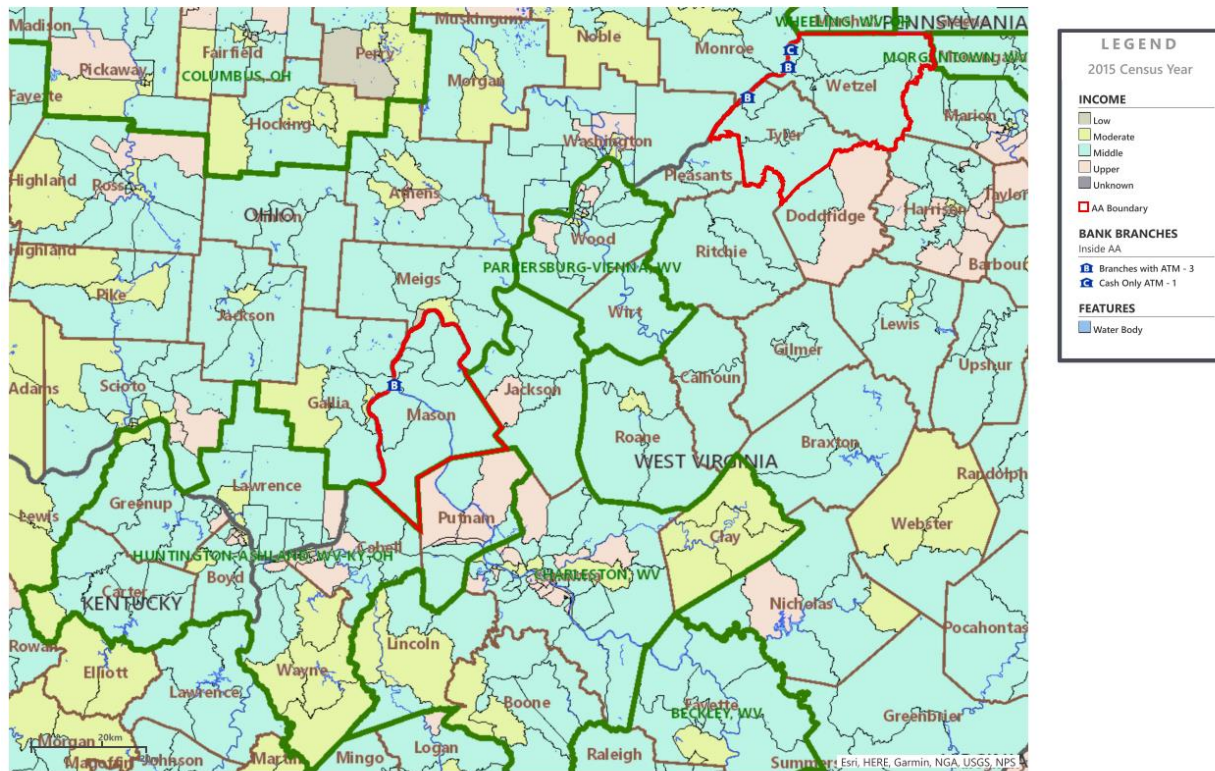 Madison
Pickaway
Fairfield
COLUMBUS, OH
Perry
Muskingum
Noble
Monroe
WHEELING, WV-OH
PENNSYLVANIA
MORGANTOWN, WV
Fayette
Hocking
Morgan
Washington
Wetzel
Tyler
Marion
Highland
Ross
OHIO
Athens
Pleasants
Doddridge
Harrison
Taylor
Highland
Wood
Ritchie
Barbour
Pike
Jackson
Meigs
PARKERSBURG-VIENNA, WV
Wirt
Lewis
Upshur
Gilmer
Calhoun
Adams
Scioto
Gallia
Mason
Jackson
Roane
WEST VIRGINIA
Braxton
Randolph
Lewis
Greenup
Lawrence
Putnam
Webster
Clay
HUNTINGTON-ASHLAND, WV-KY-OH
Cabell
Boyd
CHARLESTON, WV
Carter
KENTUCKY
Nicholas
Pocahontas
Rowan
Elliott
Wayne
Lincoln
Lawrence
Boone
Fayette
BECKLEY, WV
Greenbrier
20km
Morgan
Magoffin
Johnson
Martin
Mingo
Logan
Raleigh
Summers
Esri, HERE, Garmin, NGA, USGS, NPS
B
C
B
B
LEGEND
2015 Census Year
INCOME
Low
Moderate
Middle
Upper
Unknown
AA Boundary
BANK BRANCHES
Inside AA
B Branches with ATM - 3
C Cash Only ATM - 1
FEATURES
Water Body